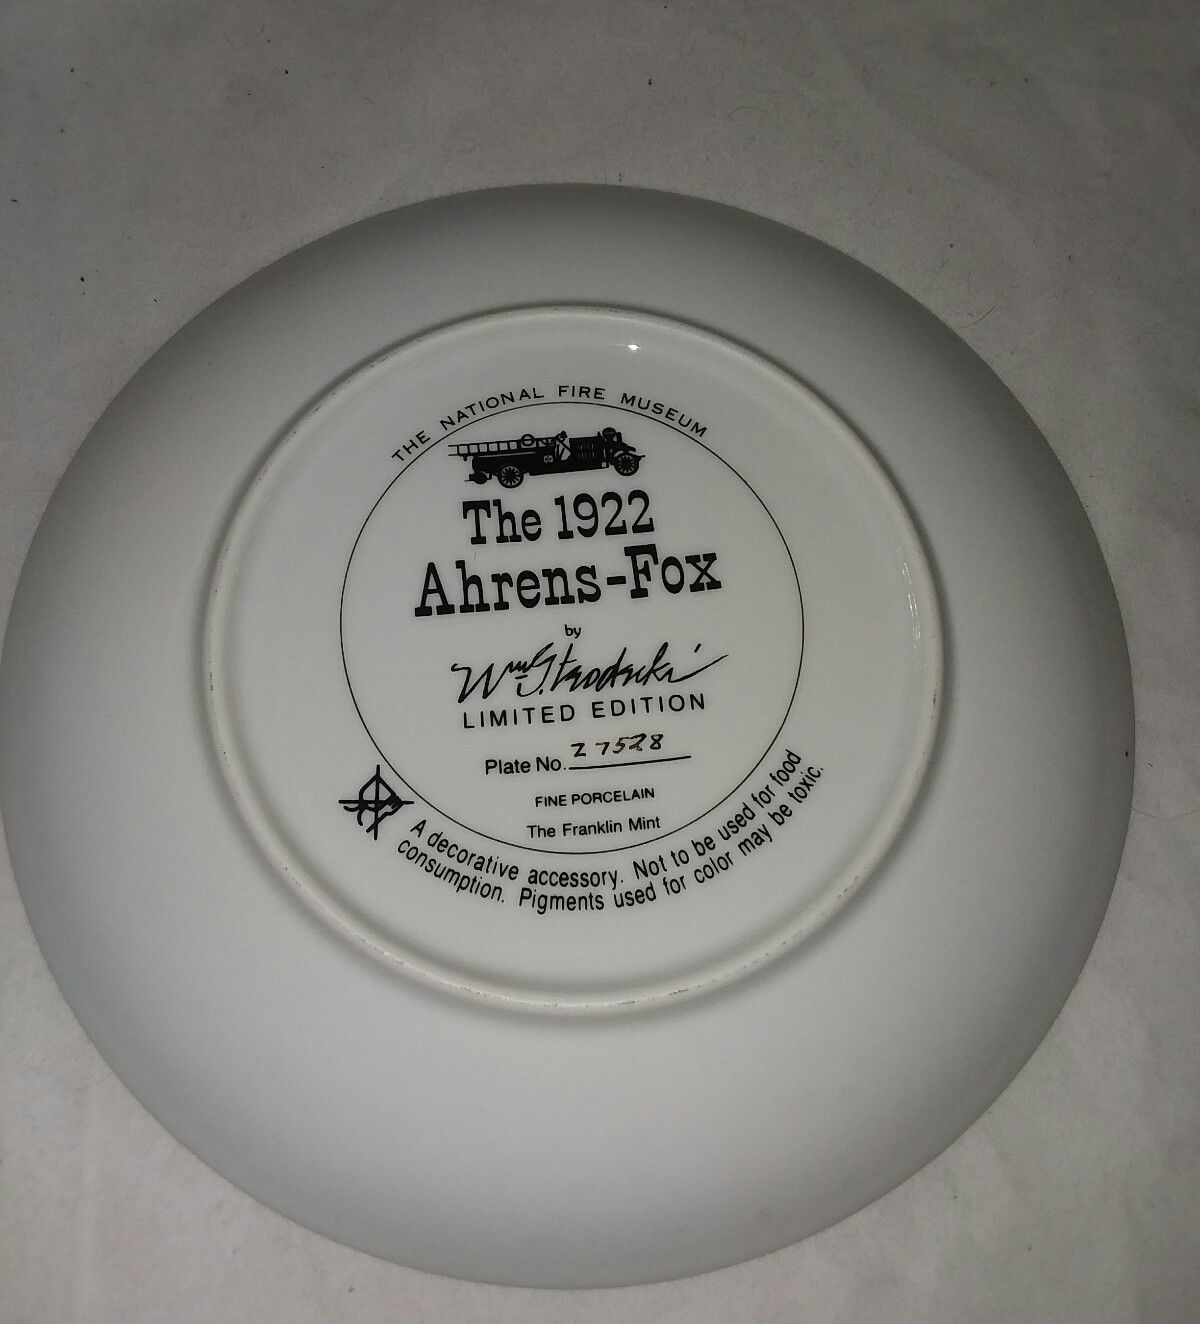 THE NATIONAL FIRE MUSEUM
The 1922
Ahrens-Fox
by
LIMITED EDITION
Plate No. Z 7528
FINE PORCELAIN
The Franklin Mint
A decorative accessory. Not to be used for food
consumption. Pigments used for color may be toxic.